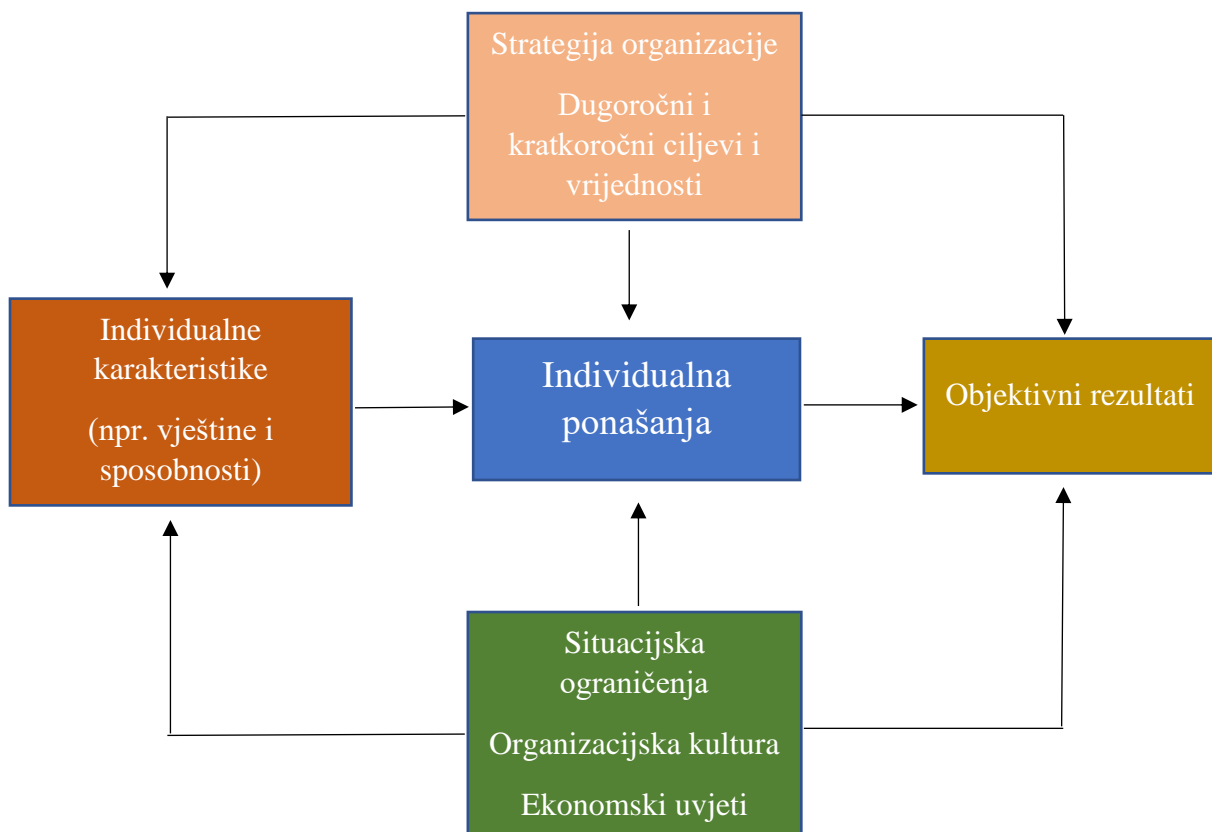 Strategija organizacije
Dugoročni i
kratkoročni ciljevi i
vrijednosti
Individualne
karakteristike
(npr. vještine i
sposobnosti)
Individualna
ponašanja
Objektivni rezultati
Situacijska
ograničenja
Organizacijska kultura
Ekonomski uvjeti